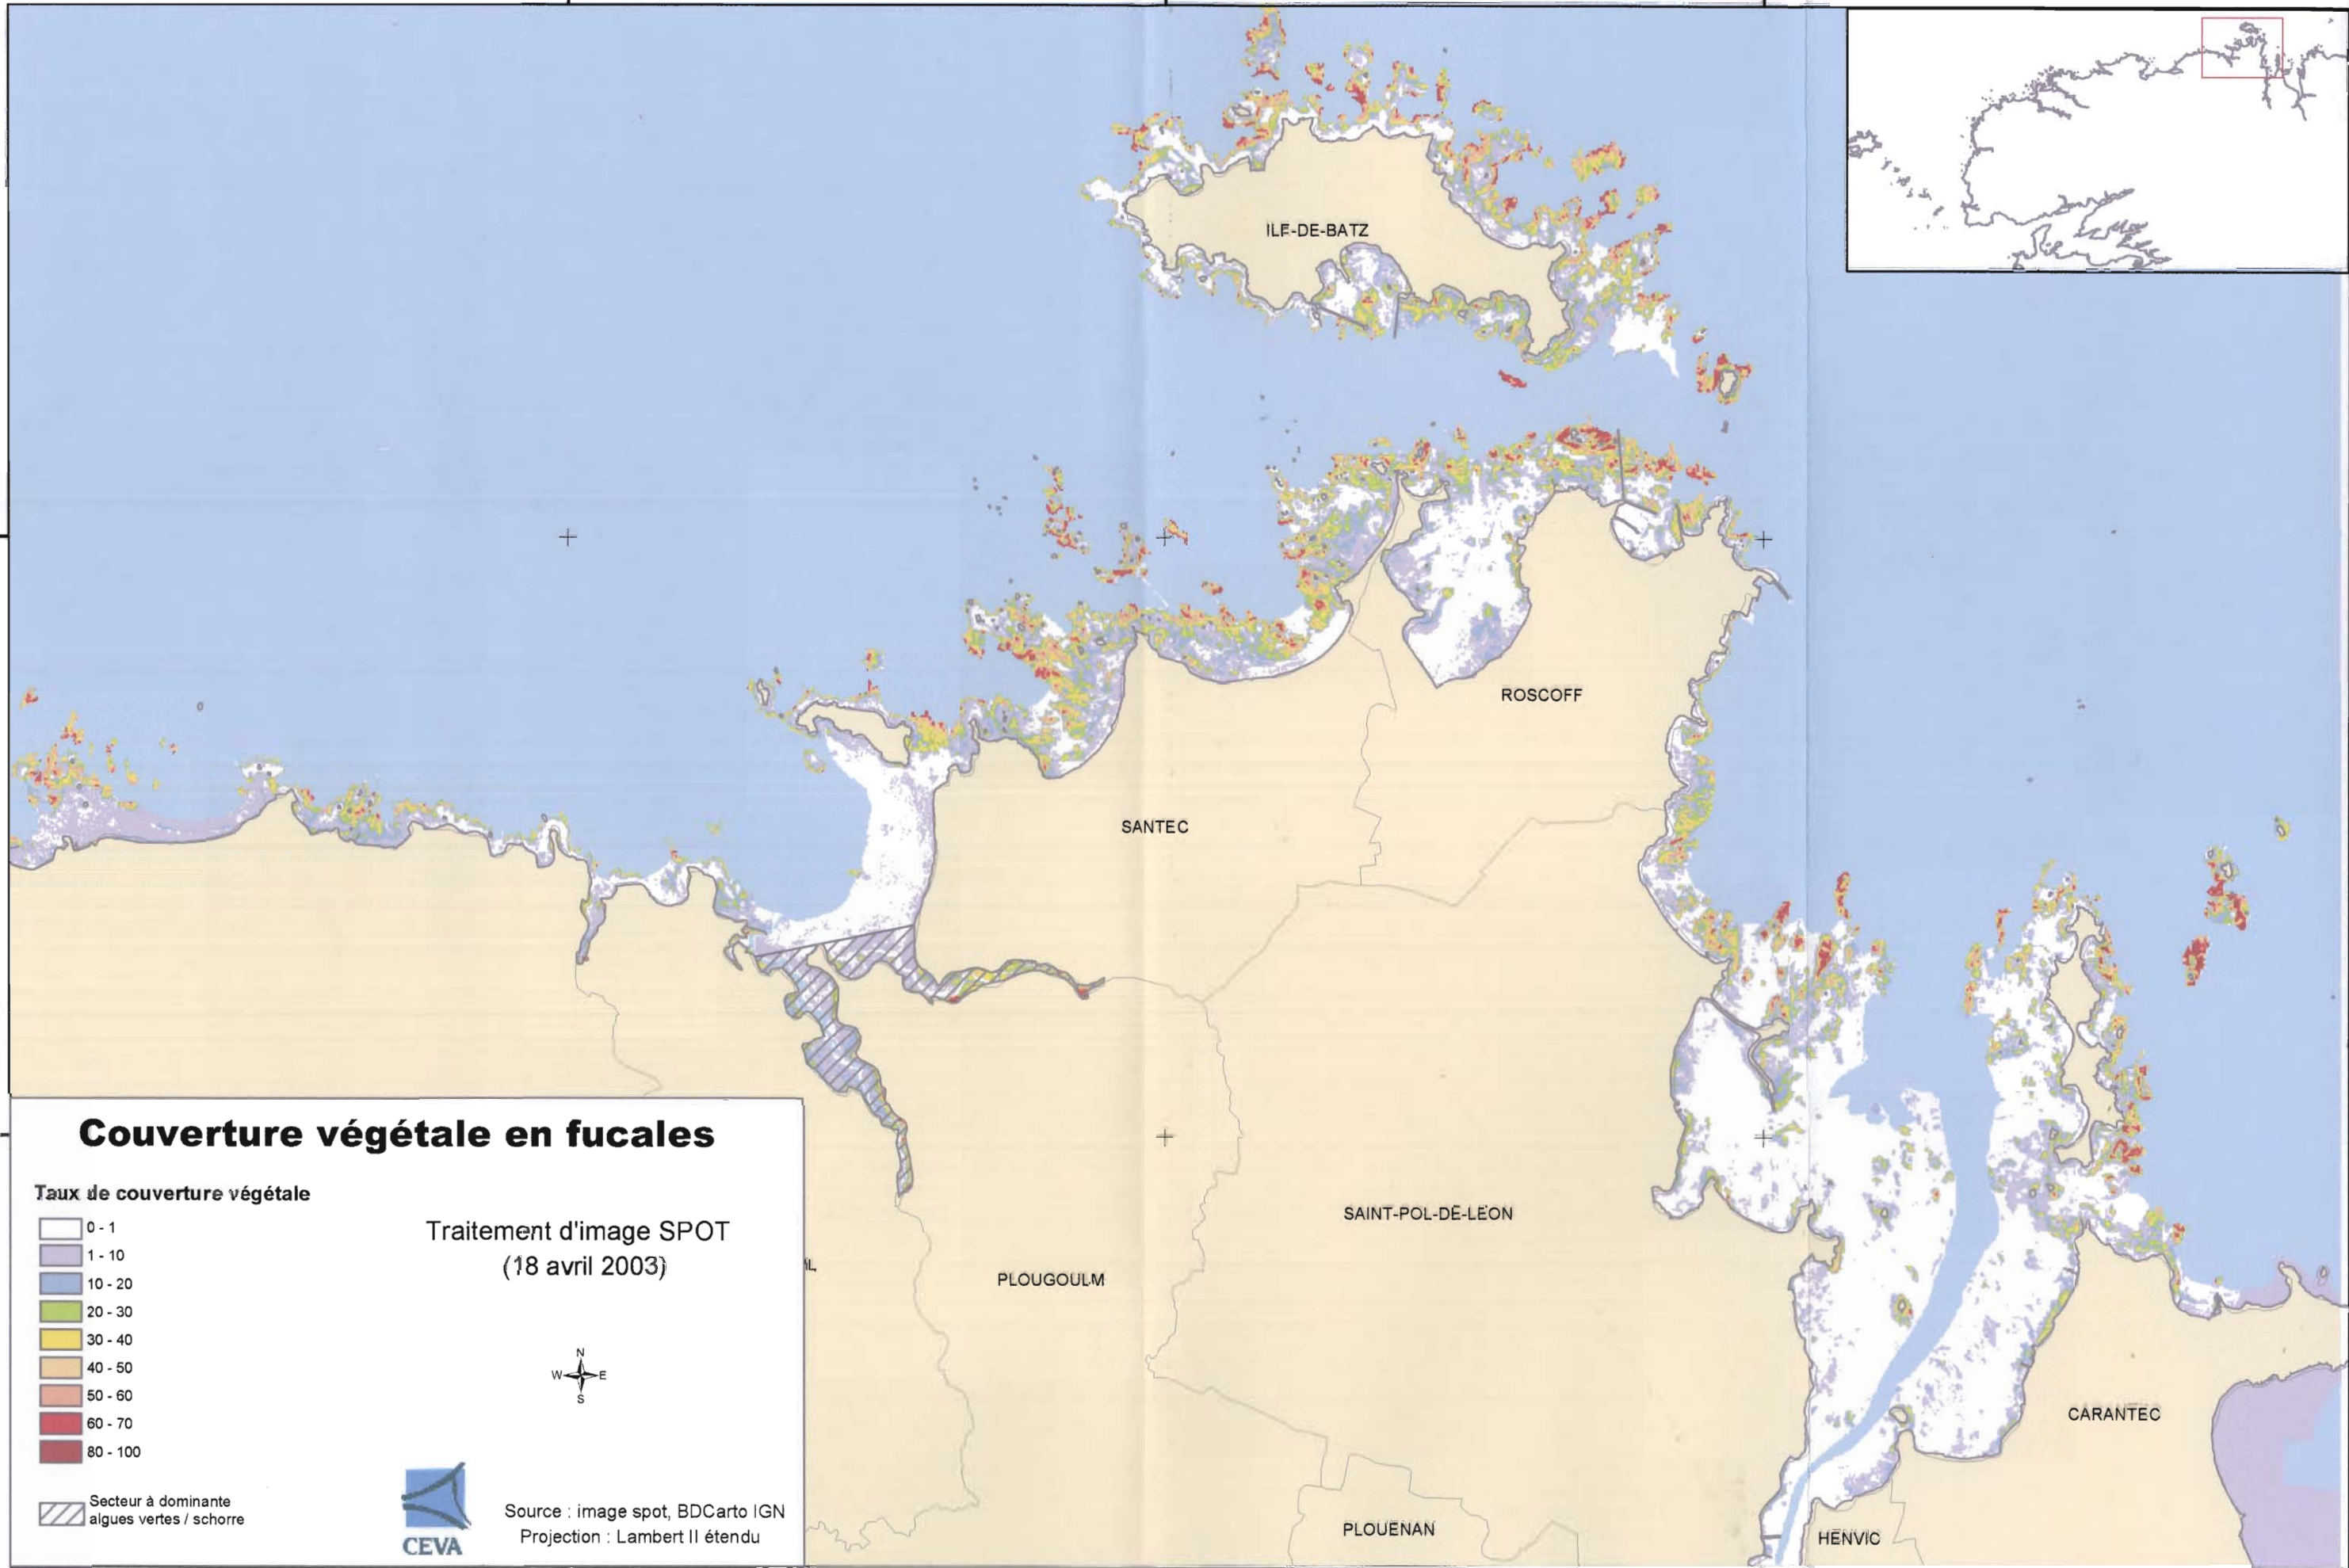 ILE-DE-BATZ
ROSCOFF
SANTEC
SAINT-POL-DE-LEON
PLOUGOULM
CARANTEC
PLOUENAN
HENVIC
Couverture végétale en fucales
Taux de couverture végétale
0 - 1
1 - 10
10 - 20
20 - 30
30 - 40
40 - 50
50 - 60
60 - 70
80 - 100
Secteur à dominante
algues vertes / schorre
Traitement d'image SPOT
(18 avril 2003)
N
W E
S
CEVA
Source : image spot, BDCarto IGN
Projection : Lambert II étendu